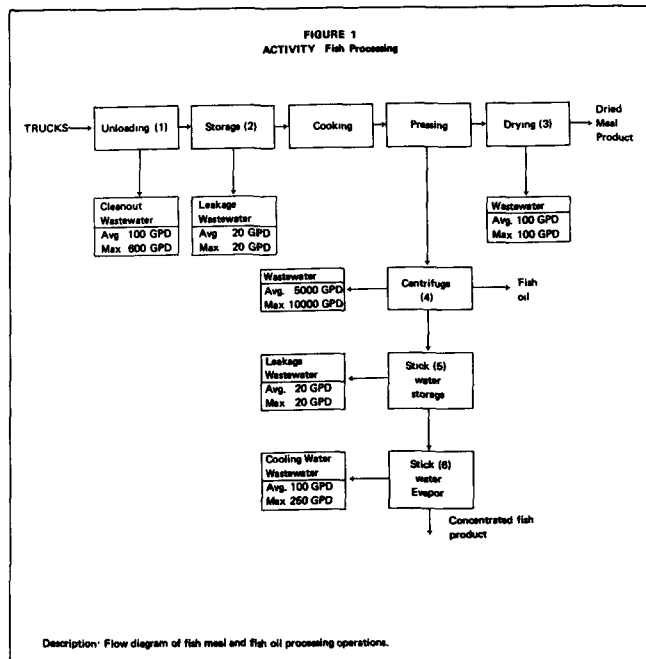 FIGURE 1
ACTIVITY Fish Processing
TRUCKS
Unloading (1)
Storage (2)
Cooking
Pressing
Drying (3)
Dried
Meal
Product
Cleanout
Wastewater
Avg 100 GPD
Max 600 GPD
Leakage
Wastewater
Avg 20 GPD
Max 20 GPD
Wastewater
Avg. 100 GPD
Max 100 GPD
Wastewater
Avg. 5000 GPD
Max 10000 GPD
Centrifuge
(4)
Fish
oil
Leakage
Wastewater
Avg. 20 GPD
Max 20 GPD
Stick (5)
water
storage
Cooling Water
Wastewater
Avg. 100 GPD
Max 250 GPD
Stick (6)
water
Evapor
Concentrated fish
product
Description· Flow diagram of fish meal and fish oil processing operations.